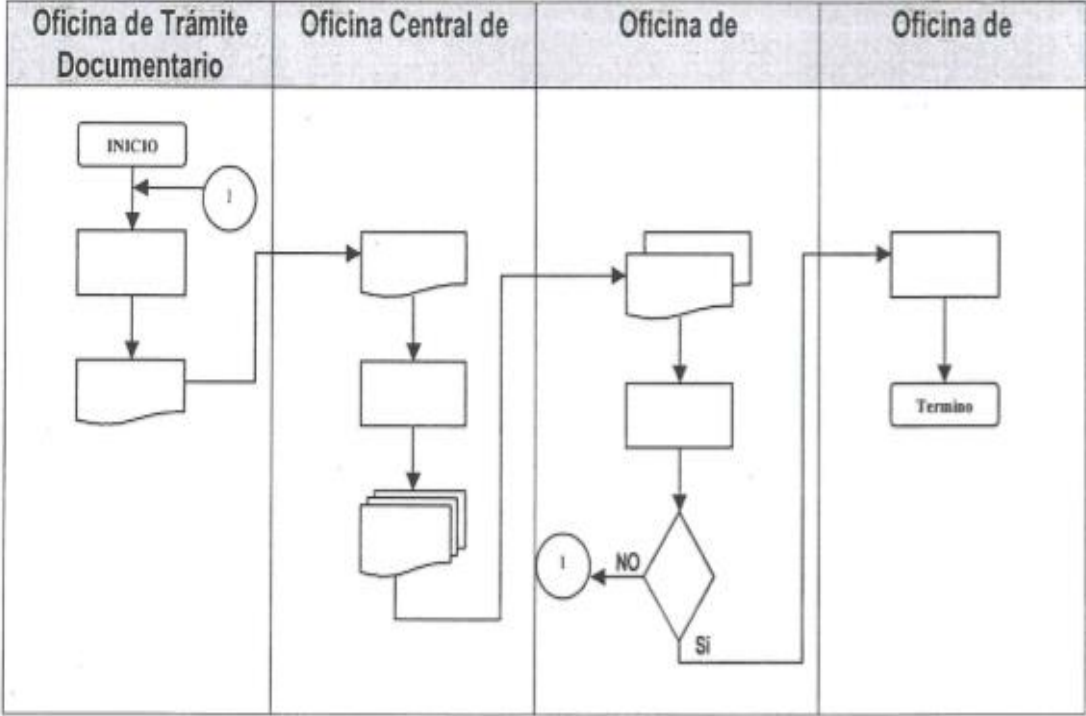 Oficina de Trámite
Documentario
Oficina Central de
Oficina de
Oficina de
INICIO
1
1
NO
Si
Termino